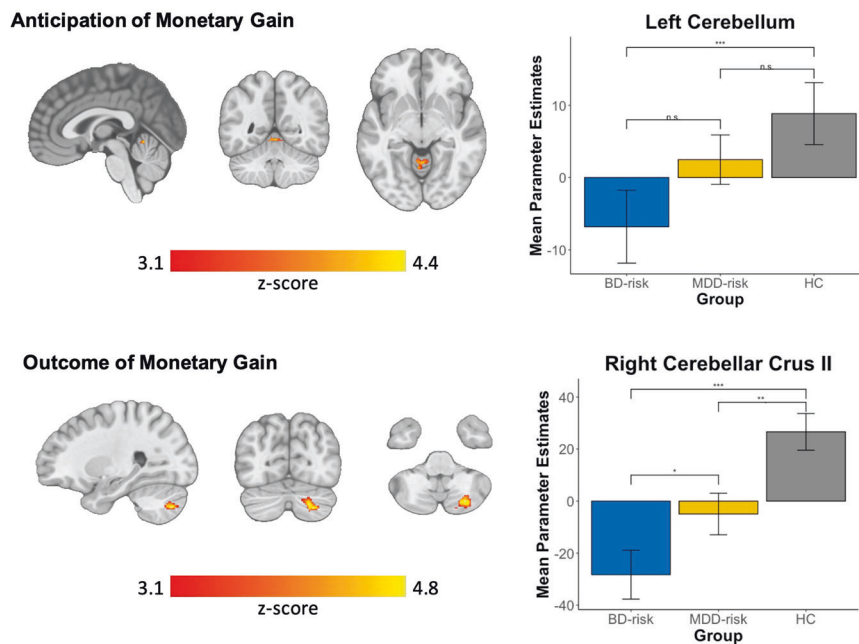 Anticipation of Monetary Gain
3.1
4.4
z-score
Left Cerebellum
***
n.s.
n.s.
Mean Parameter Estimates
10
0
-10
BD-risk
MDD-risk
HC
Group
Outcome of Monetary Gain
3.1
4.8
z-score
Right Cerebellar Crus II
***
**
*
Mean Parameter Estimates
40
20
0
-20
-40
BD-risk
MDD-risk
HC
Group